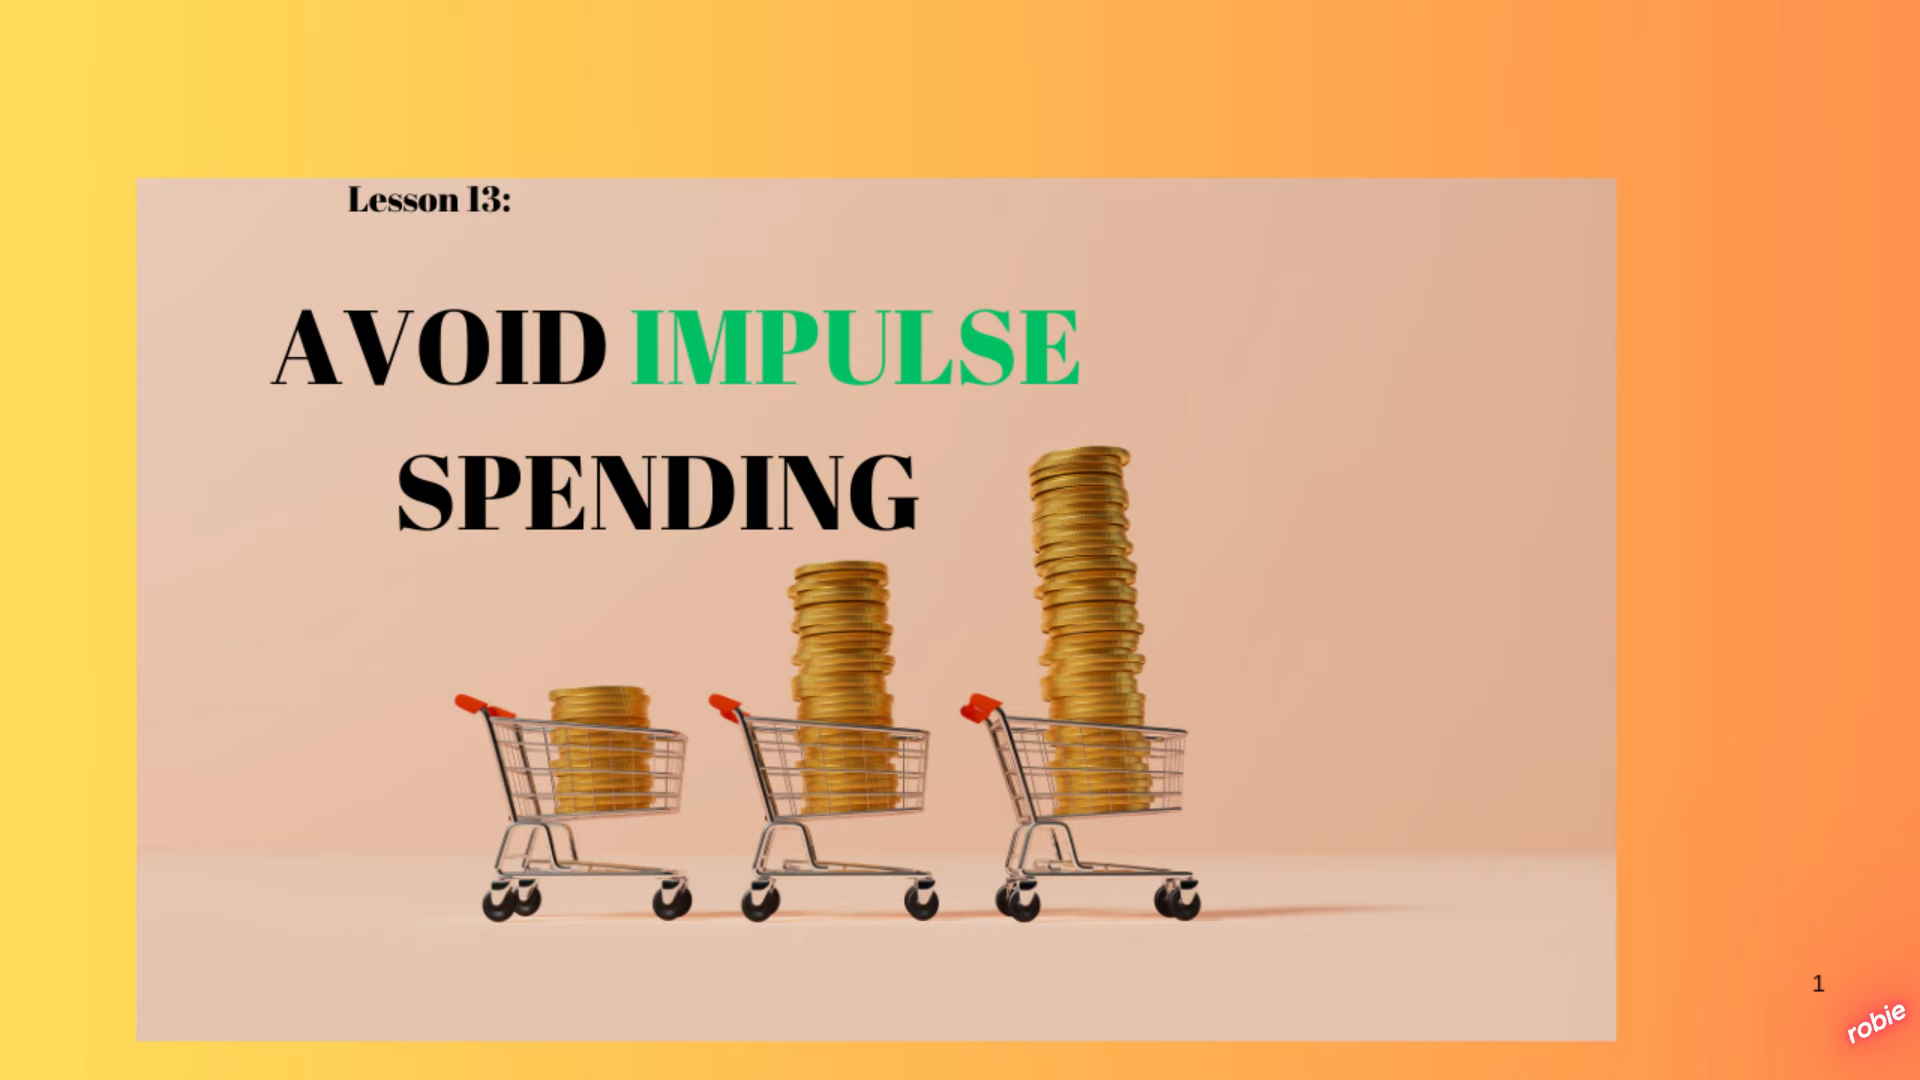 Lesson 13:
AVOID IMPULSE
SPENDING
1
robie